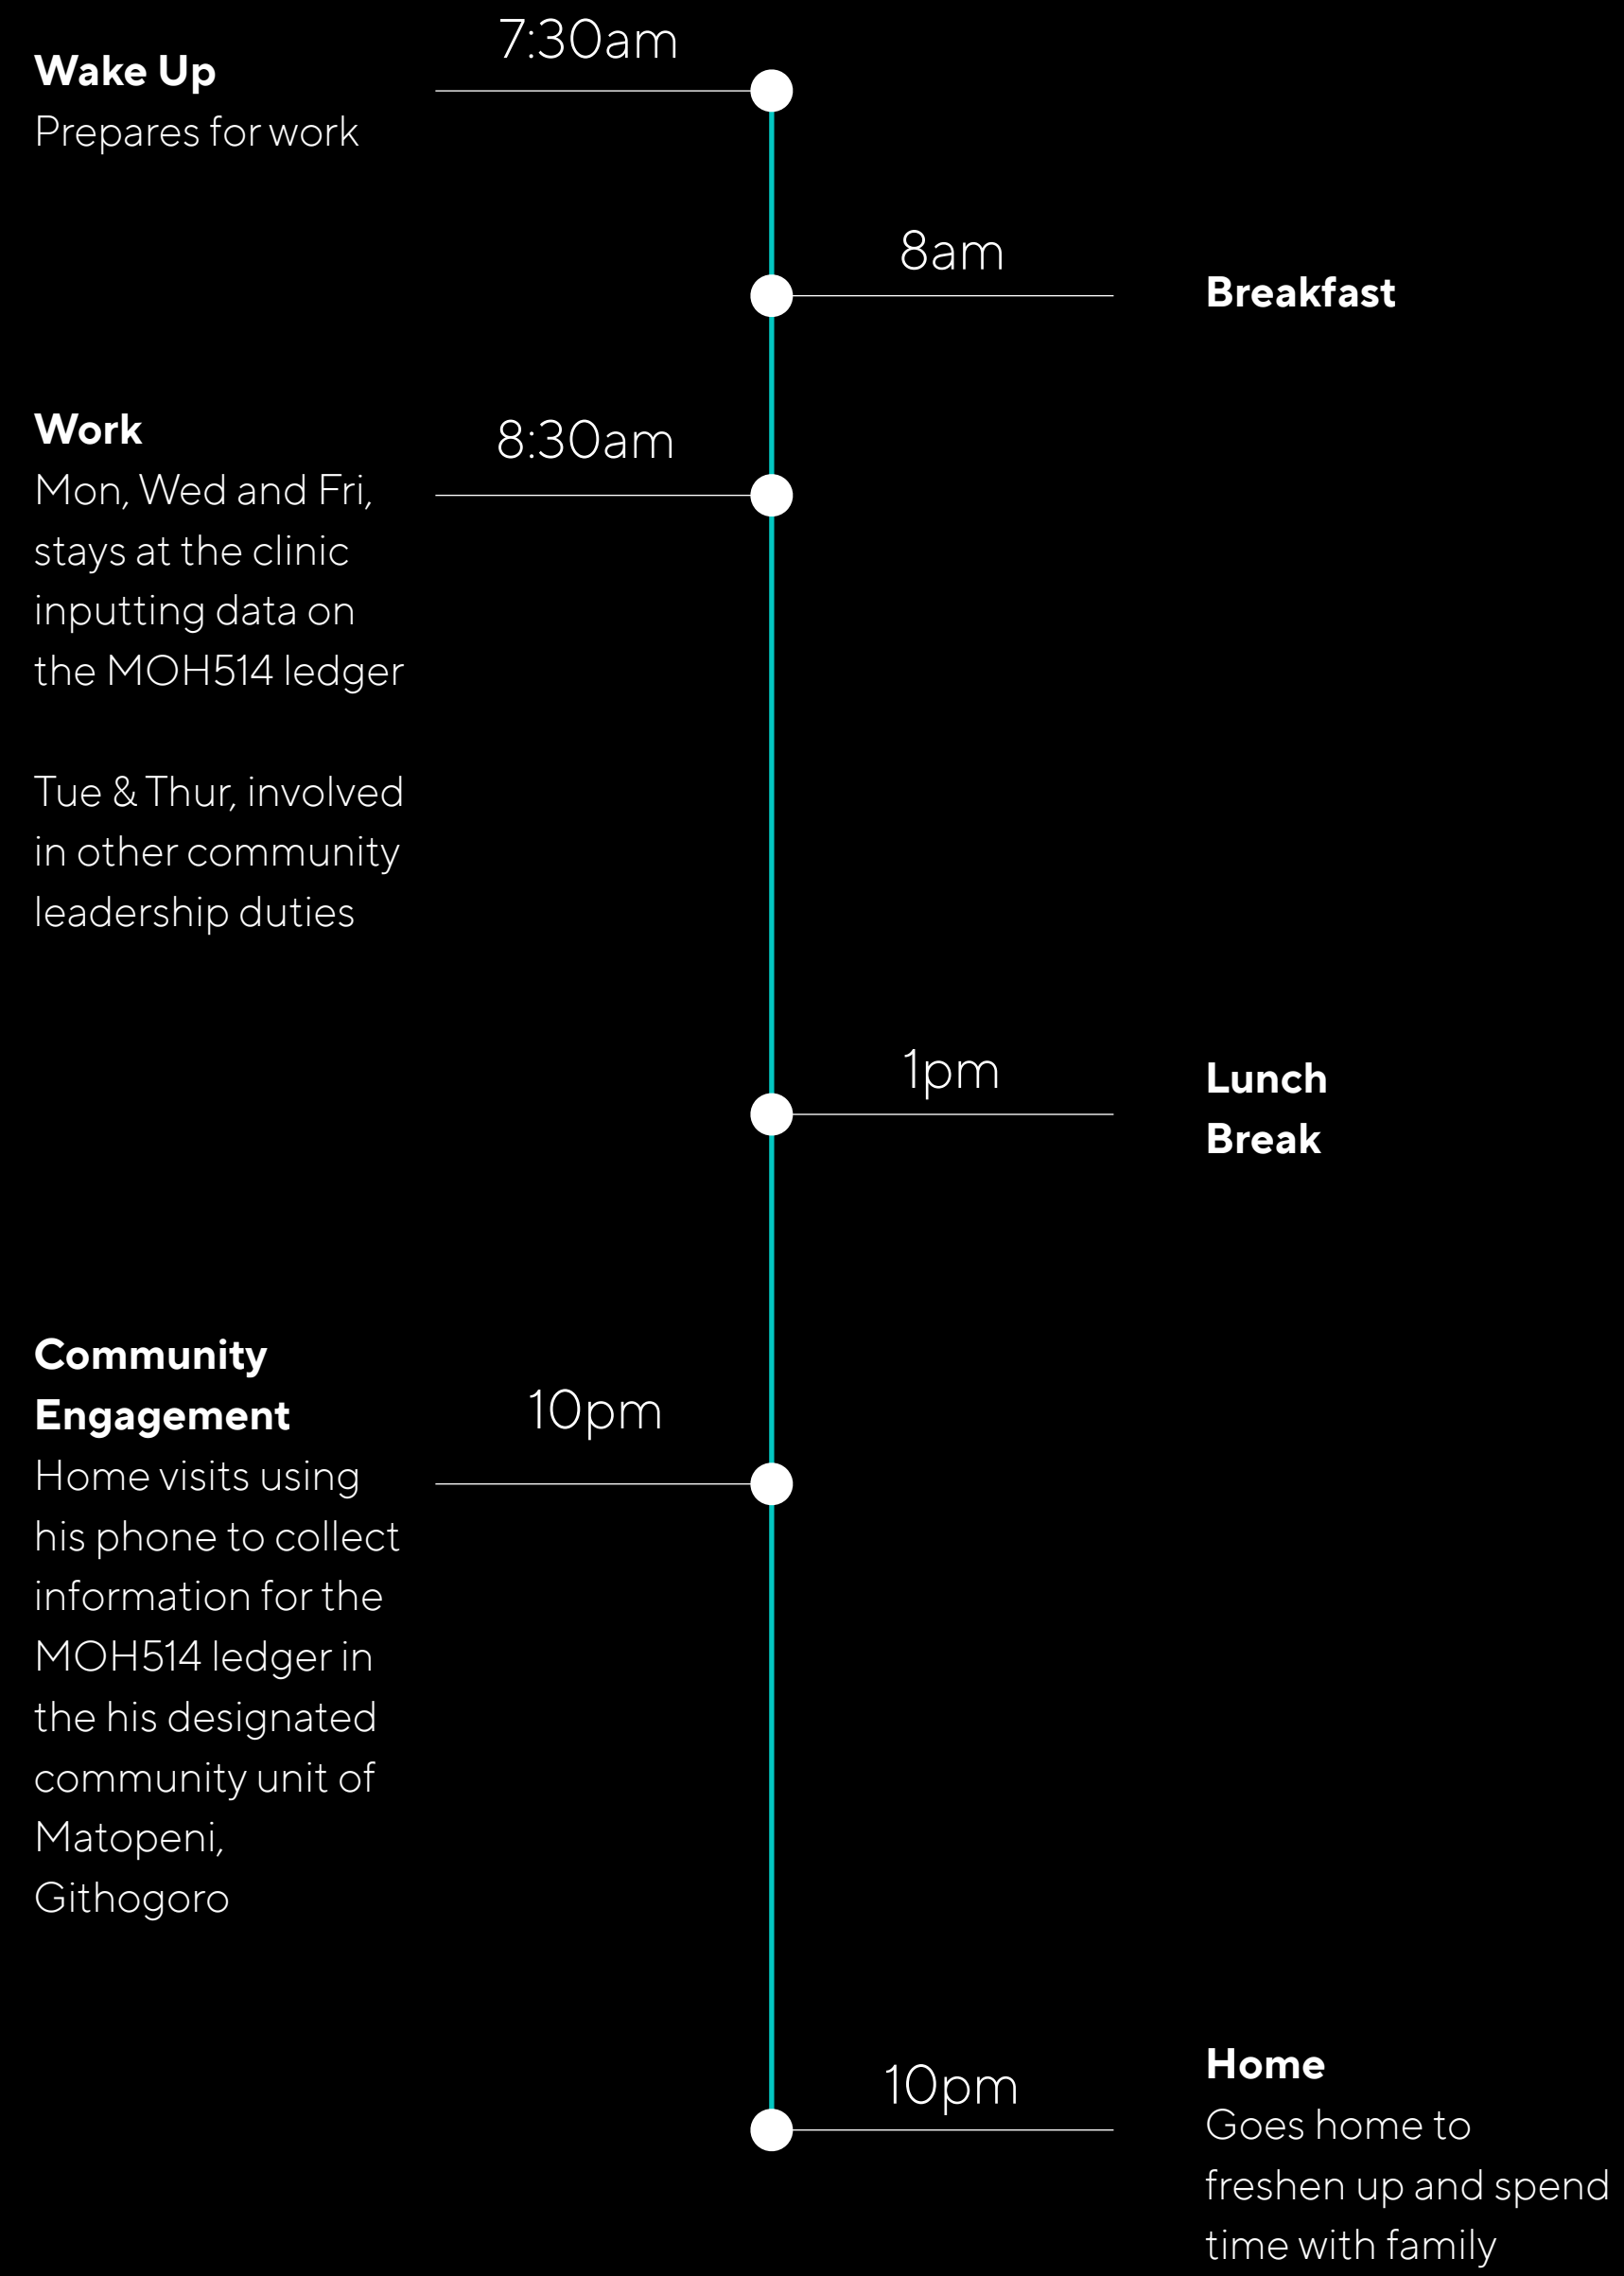 7:30am
Wake Up
Prepares for work
8am
Breakfast
8:30am
Work
Mon, Wed and Fri,
stays at the clinic
inputting data on
the MOH514 ledger
Tue & Thur, involved
in other community
leadership duties
1pm
Lunch
Break
10pm
Community
Engagement
Home visits using
his phone to collect
information for the
MOH514 ledger in
the his designated
community unit of
Matopeni,
Githogoro
10pm
Home
Goes home to
freshen up and spend
time with family